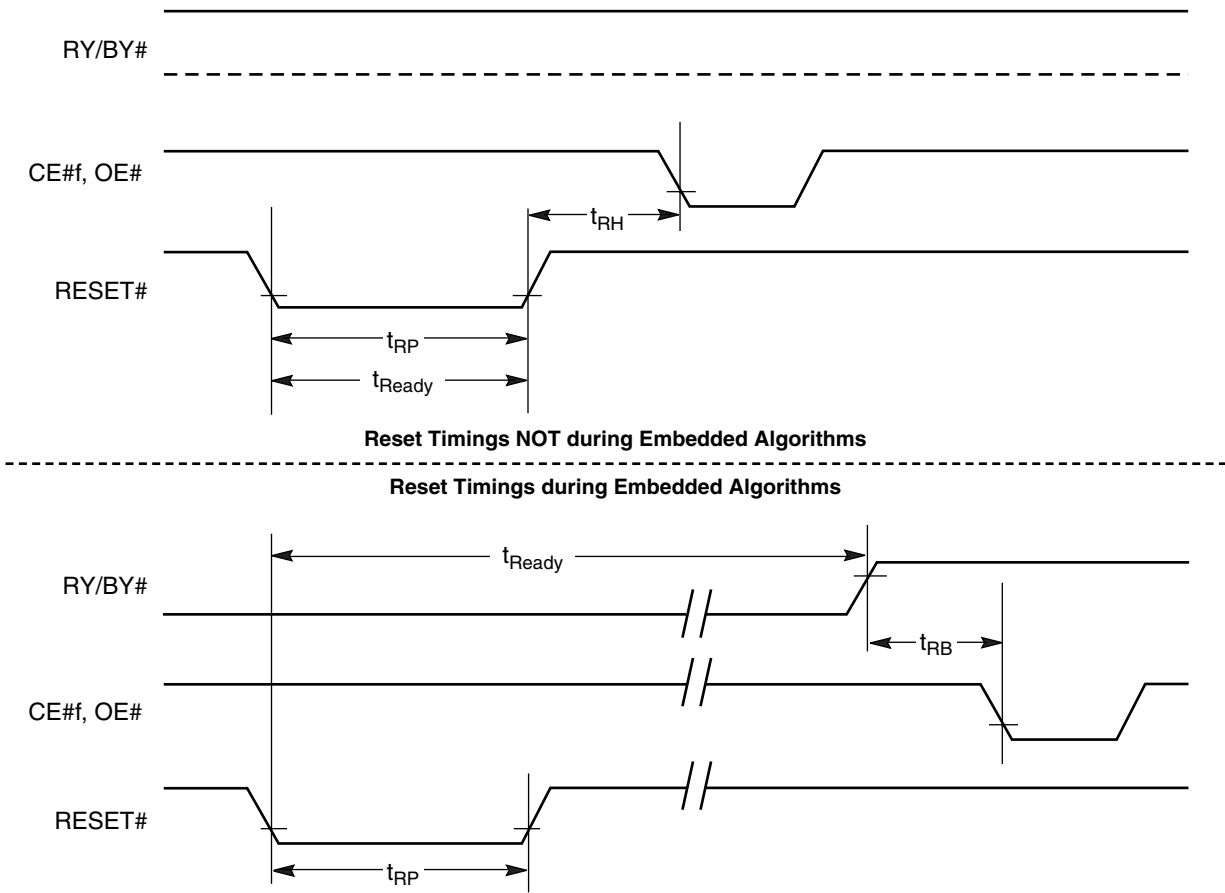 RY/BY#
CE#f, OE#
tRH
RESET#
tRP
tReady
Reset Timings NOT during Embedded Algorithms
Reset Timings during Embedded Algorithms
tReady
RY/BY#
tRB
CE#f, OE#
RESET#
tRP